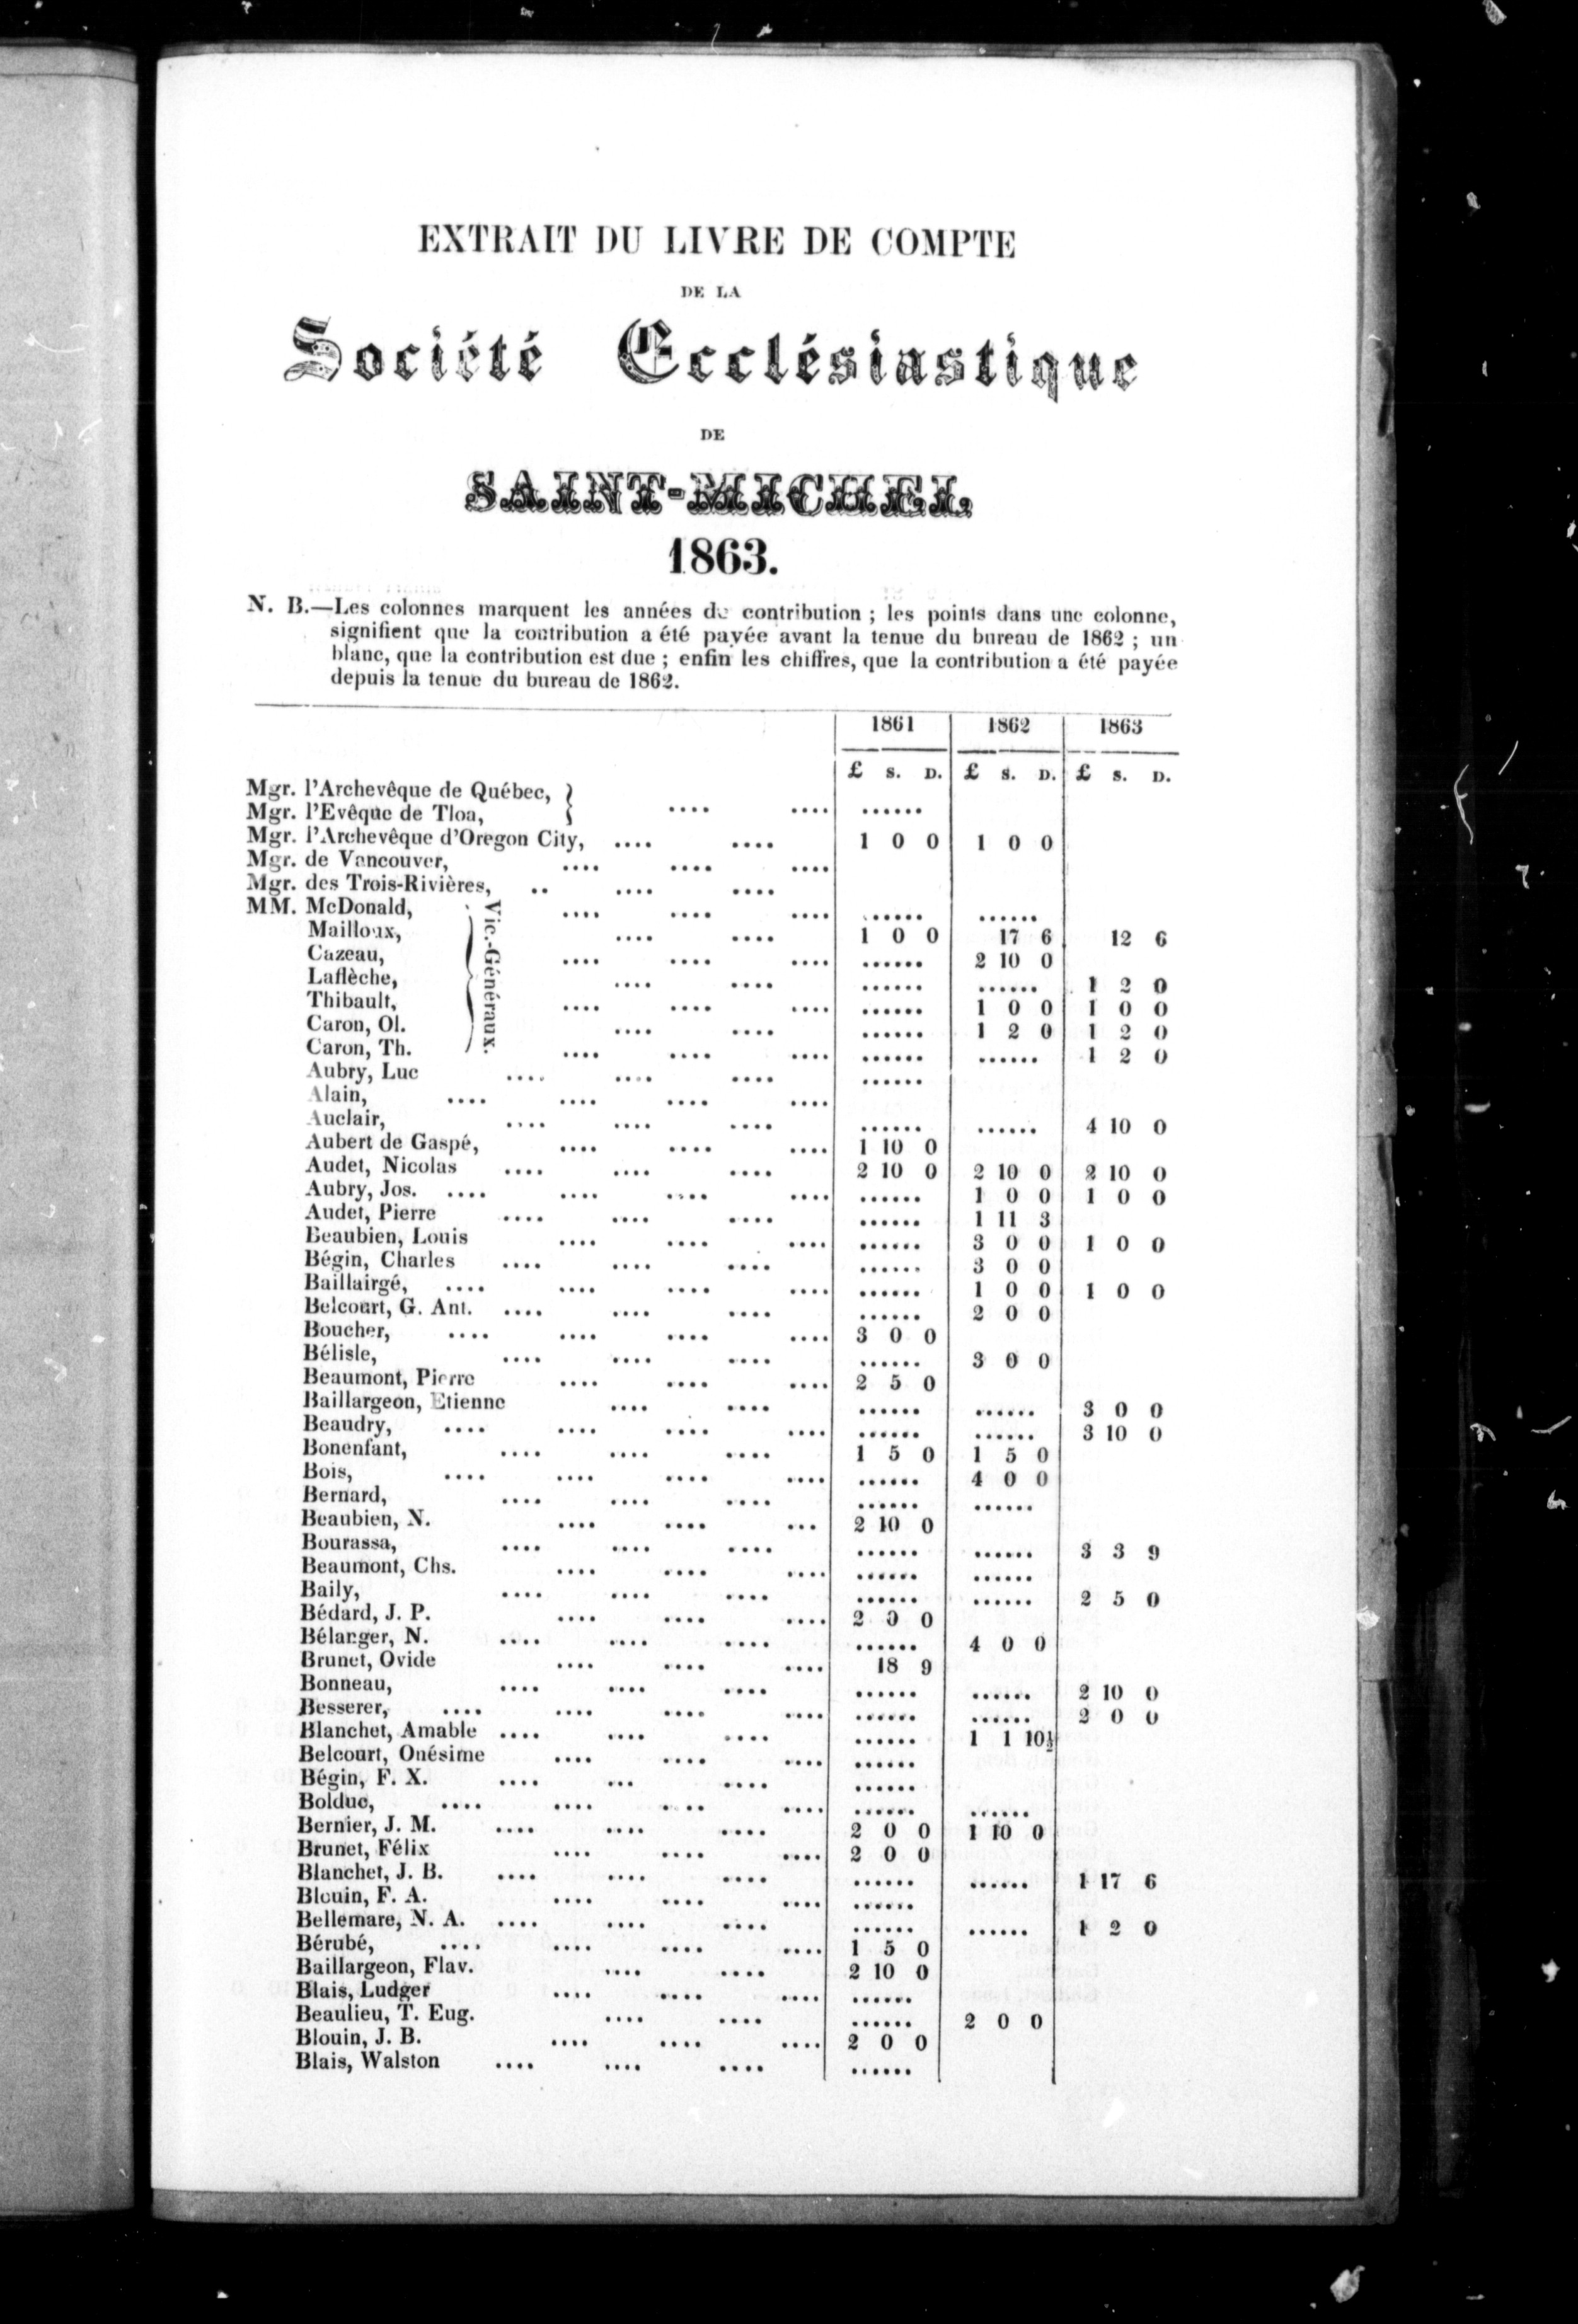 EXTRAIT DU LIVRE DE COMPTE
DE LA
Société Ecclésiastique
DE
SAINT-MICHEL
1863.
N. B.—Les colonnes marquent les années de contribution ; les points dans une colonne,
signifient que la contribution a été payée avant la tenue du bureau de 1862 ; un
blanc, que la contribution est due ; enfin les chiffres, que la contribution a été payée
depuis la tenue du bureau de 1862.
1861 1862 1863
£ S. D. £ S. D. £ S. D.
Mgr. l'Archevêque de Québec, }
Mgr. l'Evêque de Tloa, } .... .... ......
Mgr. l'Archevêque d'Oregon City, .... .... 1 0 0 1 0 0
Mgr. de Vancouver, .... .... ....
Mgr. des Trois-Rivières, .. .... ....
Vic.-Généraux.
MM. McDonald, .... .... .... ...... ......
Mailloux, .... .... 1 0 0 17 6 12 6
Cazeau, .... .... .... ...... 2 10 0
Laflèche, .... .... ...... ...... 1 2 0
Thibault, .... .... .... ...... 1 0 0 1 0 0
Caron, Ol. .... .... ...... 1 2 0 1 2 0
Caron, Th. .... .... .... ...... ...... 1 2 0
Aubry, Luc .... .... .... ......
Alain, .... .... .... ....
Auclair, .... .... .... ...... ...... 4 10 0
Aubert de Gaspé, .... .... .... 1 10 0
Audet, Nicolas .... .... .... 2 10 0 2 10 0 2 10 0
Aubry, Jos. .... .... .... .... ...... 1 0 0 1 0 0
Audet, Pierre .... .... .... ...... 1 11 3
Beaubien, Louis .... .... .... ...... 3 0 0 1 0 0
Bégin, Charles .... .... .... ...... 3 0 0
Baillairgé, .... .... .... .... ...... 1 0 0 1 0 0
Belcourt, G. Ant. .... .... .... ...... 2 0 0
Boucher, .... .... .... .... 3 0 0
Bélisle, .... .... .... ...... 3 0 0
Beaumont, Pierre .... .... .... 2 5 0
Baillargeon, Etienne .... .... ...... ...... 3 0 0
Beaudry, .... .... .... .... ...... ...... 3 10 0
Bonenfant, .... .... .... 1 5 0 1 5 0
Bois, .... .... .... .... ...... 4 0 0
Bernard, .... .... .... ...... ......
Beaubien, N. .... .... ... 2 10 0
Bourassa, .... .... .... ...... ...... 3 3 9
Beaumont, Chs. .... .... .... ...... ......
Baily, .... .... .... ...... ...... 2 5 0
Bédard, J. P. .... .... .... 2 0 0
Bélanger, N. .... .... .... ...... 4 0 0
Brunet, Ovide .... .... .... 18 9
Bonneau, .... .... .... ...... ...... 2 10 0
Besserer, .... .... .... .... ...... ...... 2 0 0
Blanchet, Amable .... .... .... ...... 1 1 10½
Belcourt, Onésime .... .... .... ......
Bégin, F. X. .... ... .... ......
Bolduc, .... .... .... .... ...... ......
Bernier, J. M. .... .... .... 2 0 0 1 10 0
Brunet, Félix .... .... .... 2 0 0
Blanchet, J. B. .... .... .... ...... ...... 1 17 6
Blouin, F. A. .... .... .... ......
Bellemare, N. A. .... .... .... ...... ...... 1 2 0
Bérubé, .... .... .... .... 1 5 0
Baillargeon, Flav. .... .... 2 10 0
Blais, Ludger .... .... .... ......
Beaulieu, T. Eug. .... .... ...... 2 0 0
Blouin, J. B. .... .... .... 2 0 0
Blais, Walston .... .... .... ......